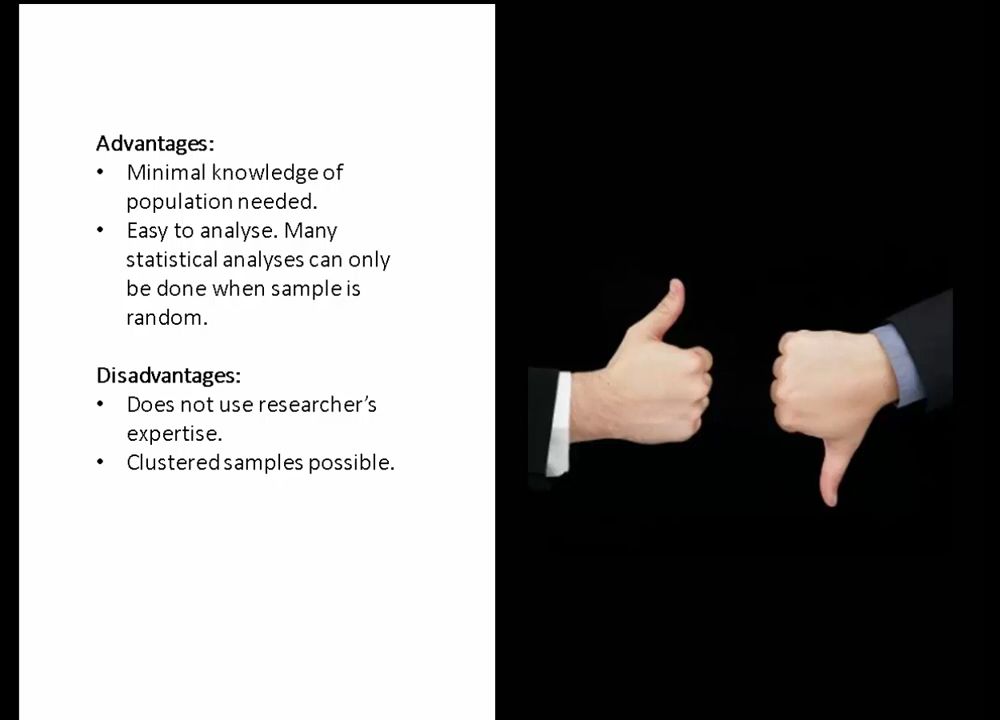 Advantages:
• Minimal knowledge of
population needed.
• Easy to analyse. Many
statistical analyses can only
be done when sample is
random.
Disadvantages:
• Does not use researcher's
expertise.
• Clustered samples possible.